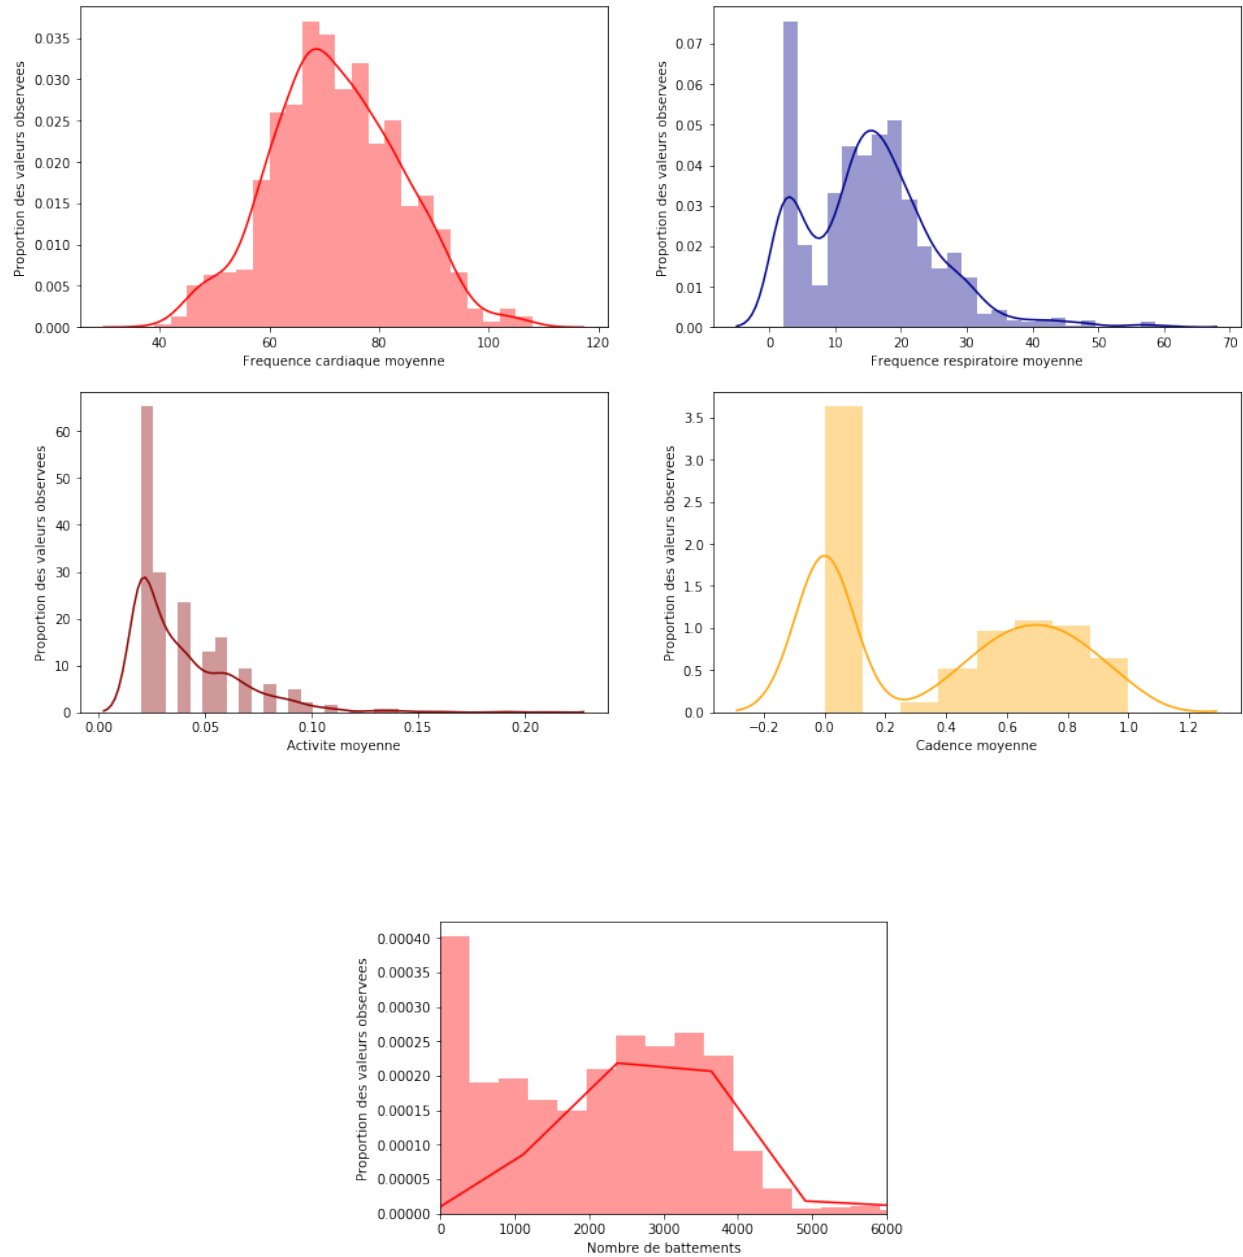 Proportion des valeurs observees
0.035
0.030
0.025
0.020
0.015
0.010
0.005
0.000
40 60 80 100 120
Fréquence cardiaque moyenne
Proportion des valeurs observees
0.07
0.06
0.05
0.04
0.03
0.02
0.01
0.00
0 10 20 30 40 50 60 70
Fréquence respiratoire moyenne
Proportion des valeurs observees
60
50
40
30
20
10
0
0.00 0.05 0.10 0.15 0.20
Activite moyenne
Proportion des valeurs observees
3.5
3.0
2.5
2.0
1.5
1.0
0.5
0.0
−0.2 0.0 0.2 0.4 0.6 0.8 1.0 1.2
Cadence moyenne
Proportion des valeurs observees
0.00040
0.00035
0.00030
0.00025
0.00020
0.00015
0.00010
0.00005
0.00000
0 1000 2000 3000 4000 5000 6000
Nombre de battements